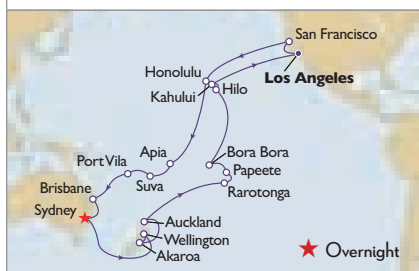 San Francisco
Honolulu
Los Angeles
Kahului
Hilo
Apia
Bora Bora
Port Vila
Papeete
Suva
Rarotonga
Brisbane
Sydney
Auckland
Wellington
Akaroa
Overnight